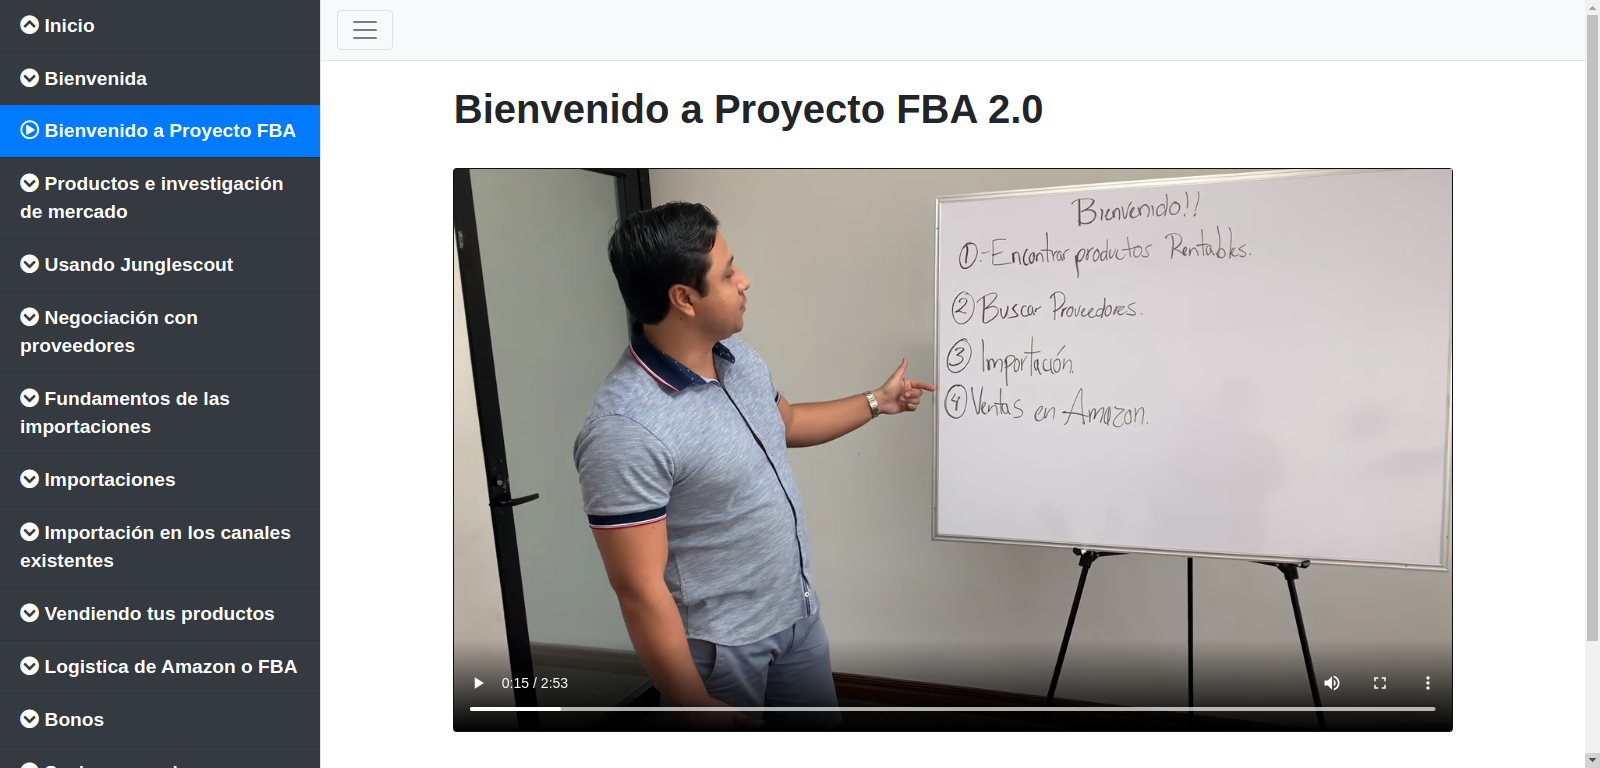 Inicio
Bienvenida
Bienvenido a Proyecto FBA
Productos e investigación
de mercado
Usando Junglescout
Negociación con
proveedores
Fundamentos de las
importaciones
Importaciones
Importación en los canales
existentes
Vendiendo tus productos
Logistica de Amazon o FBA
Bonos
Bienvenido a Proyecto FBA 2.0
Bienvenido!!
1.- Encontrar productos Rentables.
2 Buscar Proveedores.
3 Importación.
4 Ventas en Amazon.
0:15 / 2:53